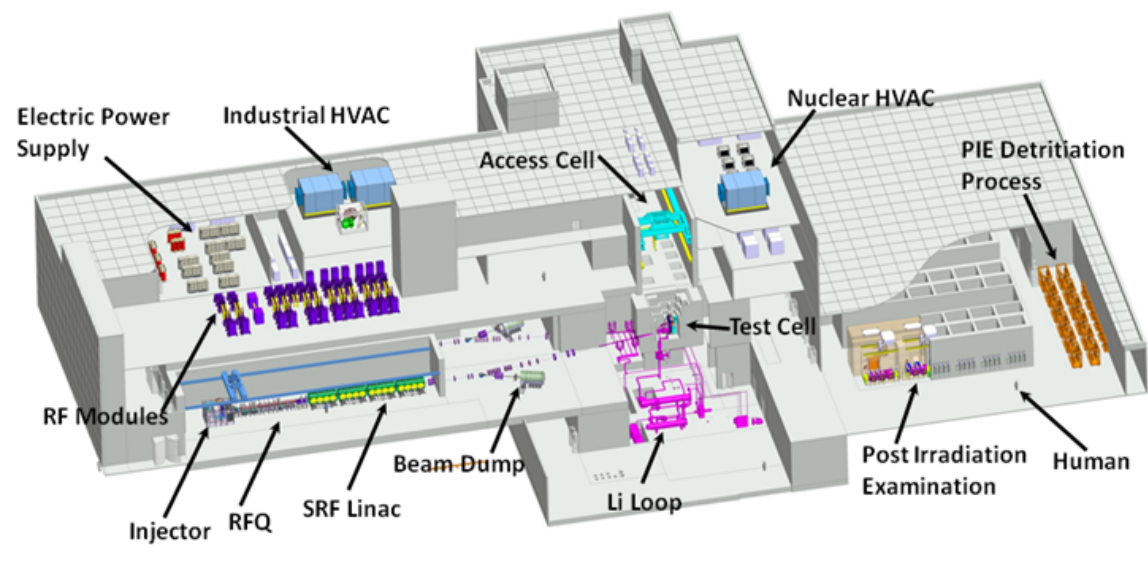 Electric Power
Supply
Industrial HVAC
Access Cell
Nuclear HVAC
PIE Detritiation
Process
Test Cell
RF Modules
Injector
RFQ
SRF Linac
Beam Dump
Li Loop
Post Irradiation
Examination
Human